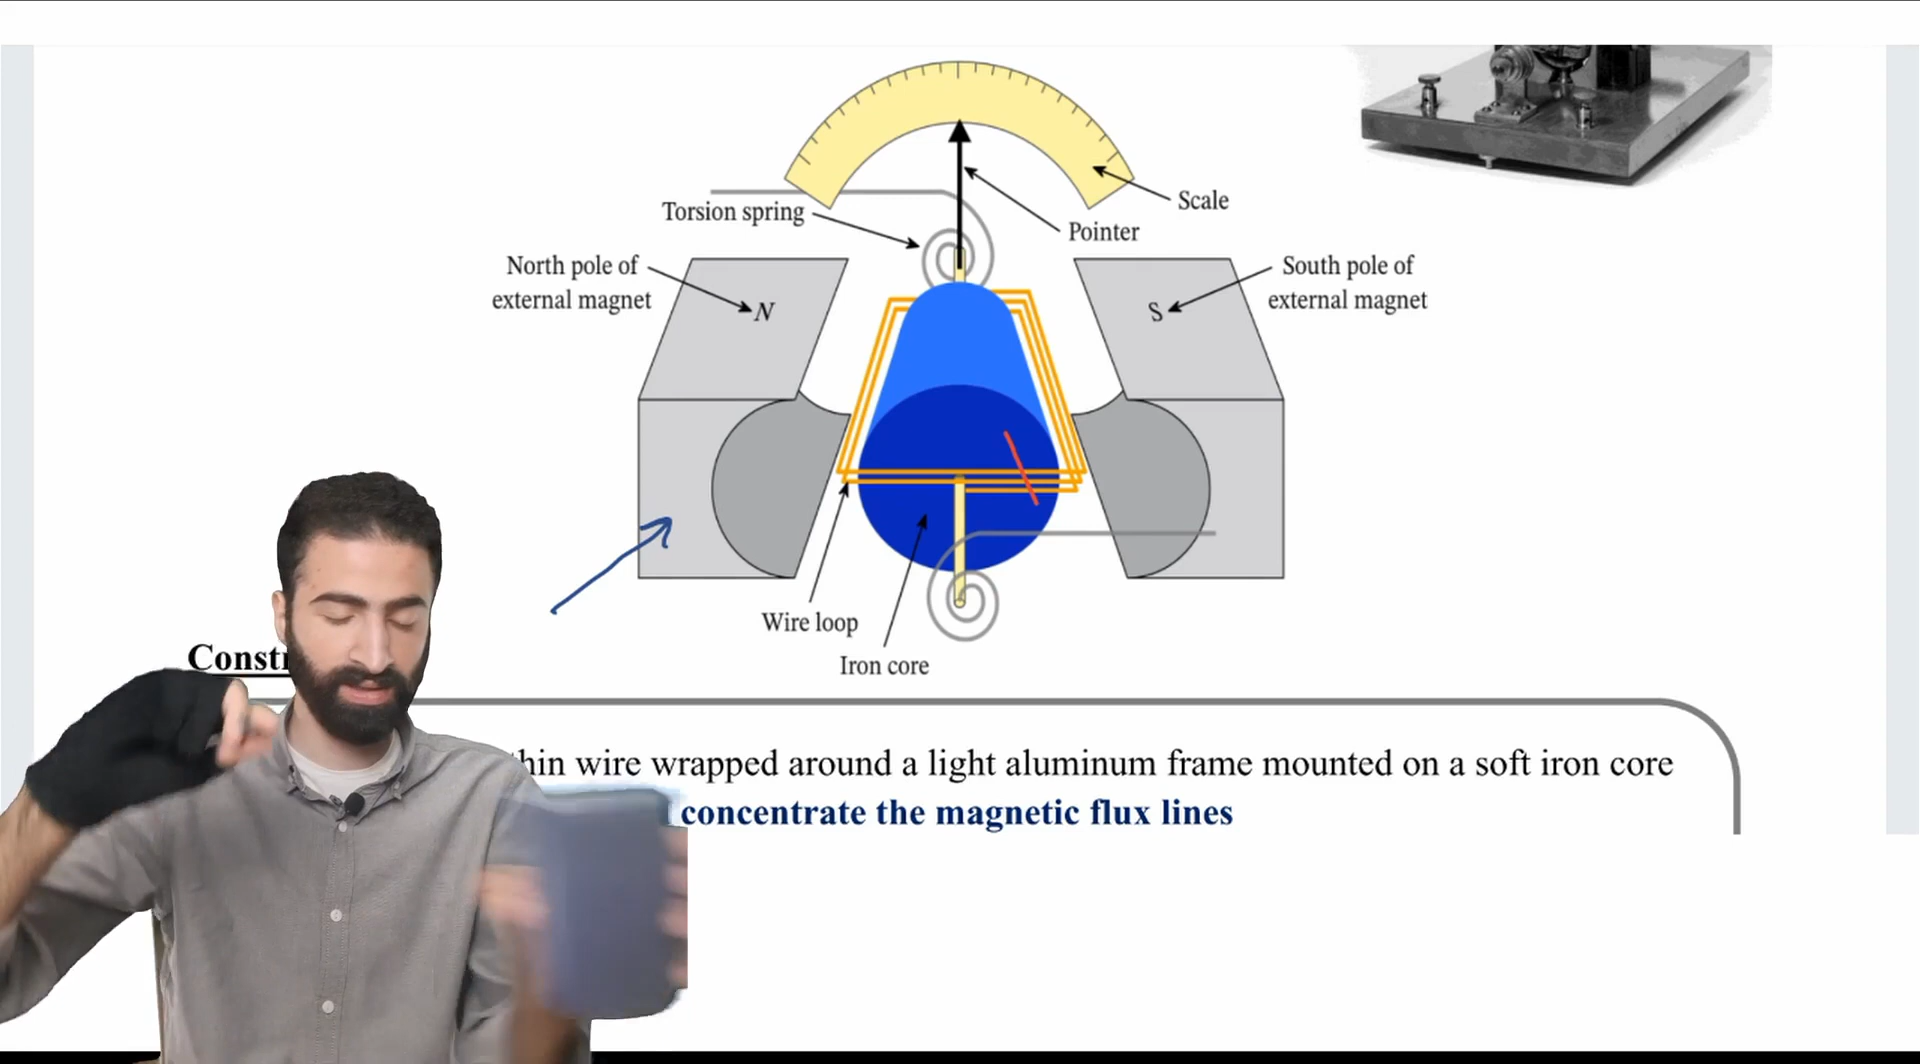 Scale
Torsion spring
Pointer
North pole of
external magnet
N
S
South pole of
external magnet
Wire loop
Iron core
wire wrapped around a light aluminum frame mounted on a soft iron core
concentrate the magnetic flux lines